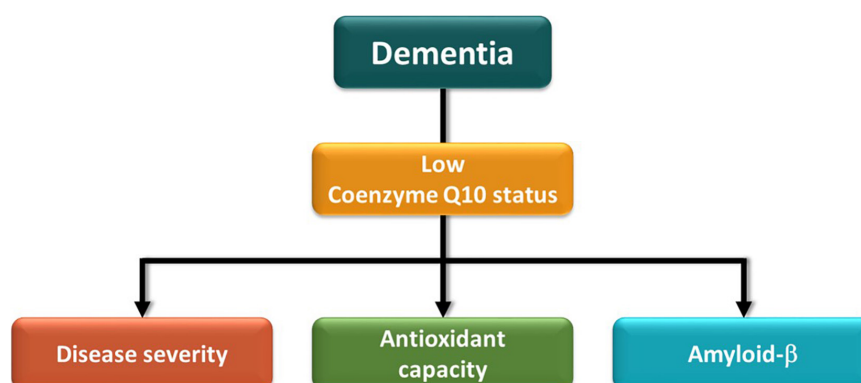 Dementia
Low
Coenzyme Q10 status
Disease severity
Antioxidant
capacity
Amyloid-β